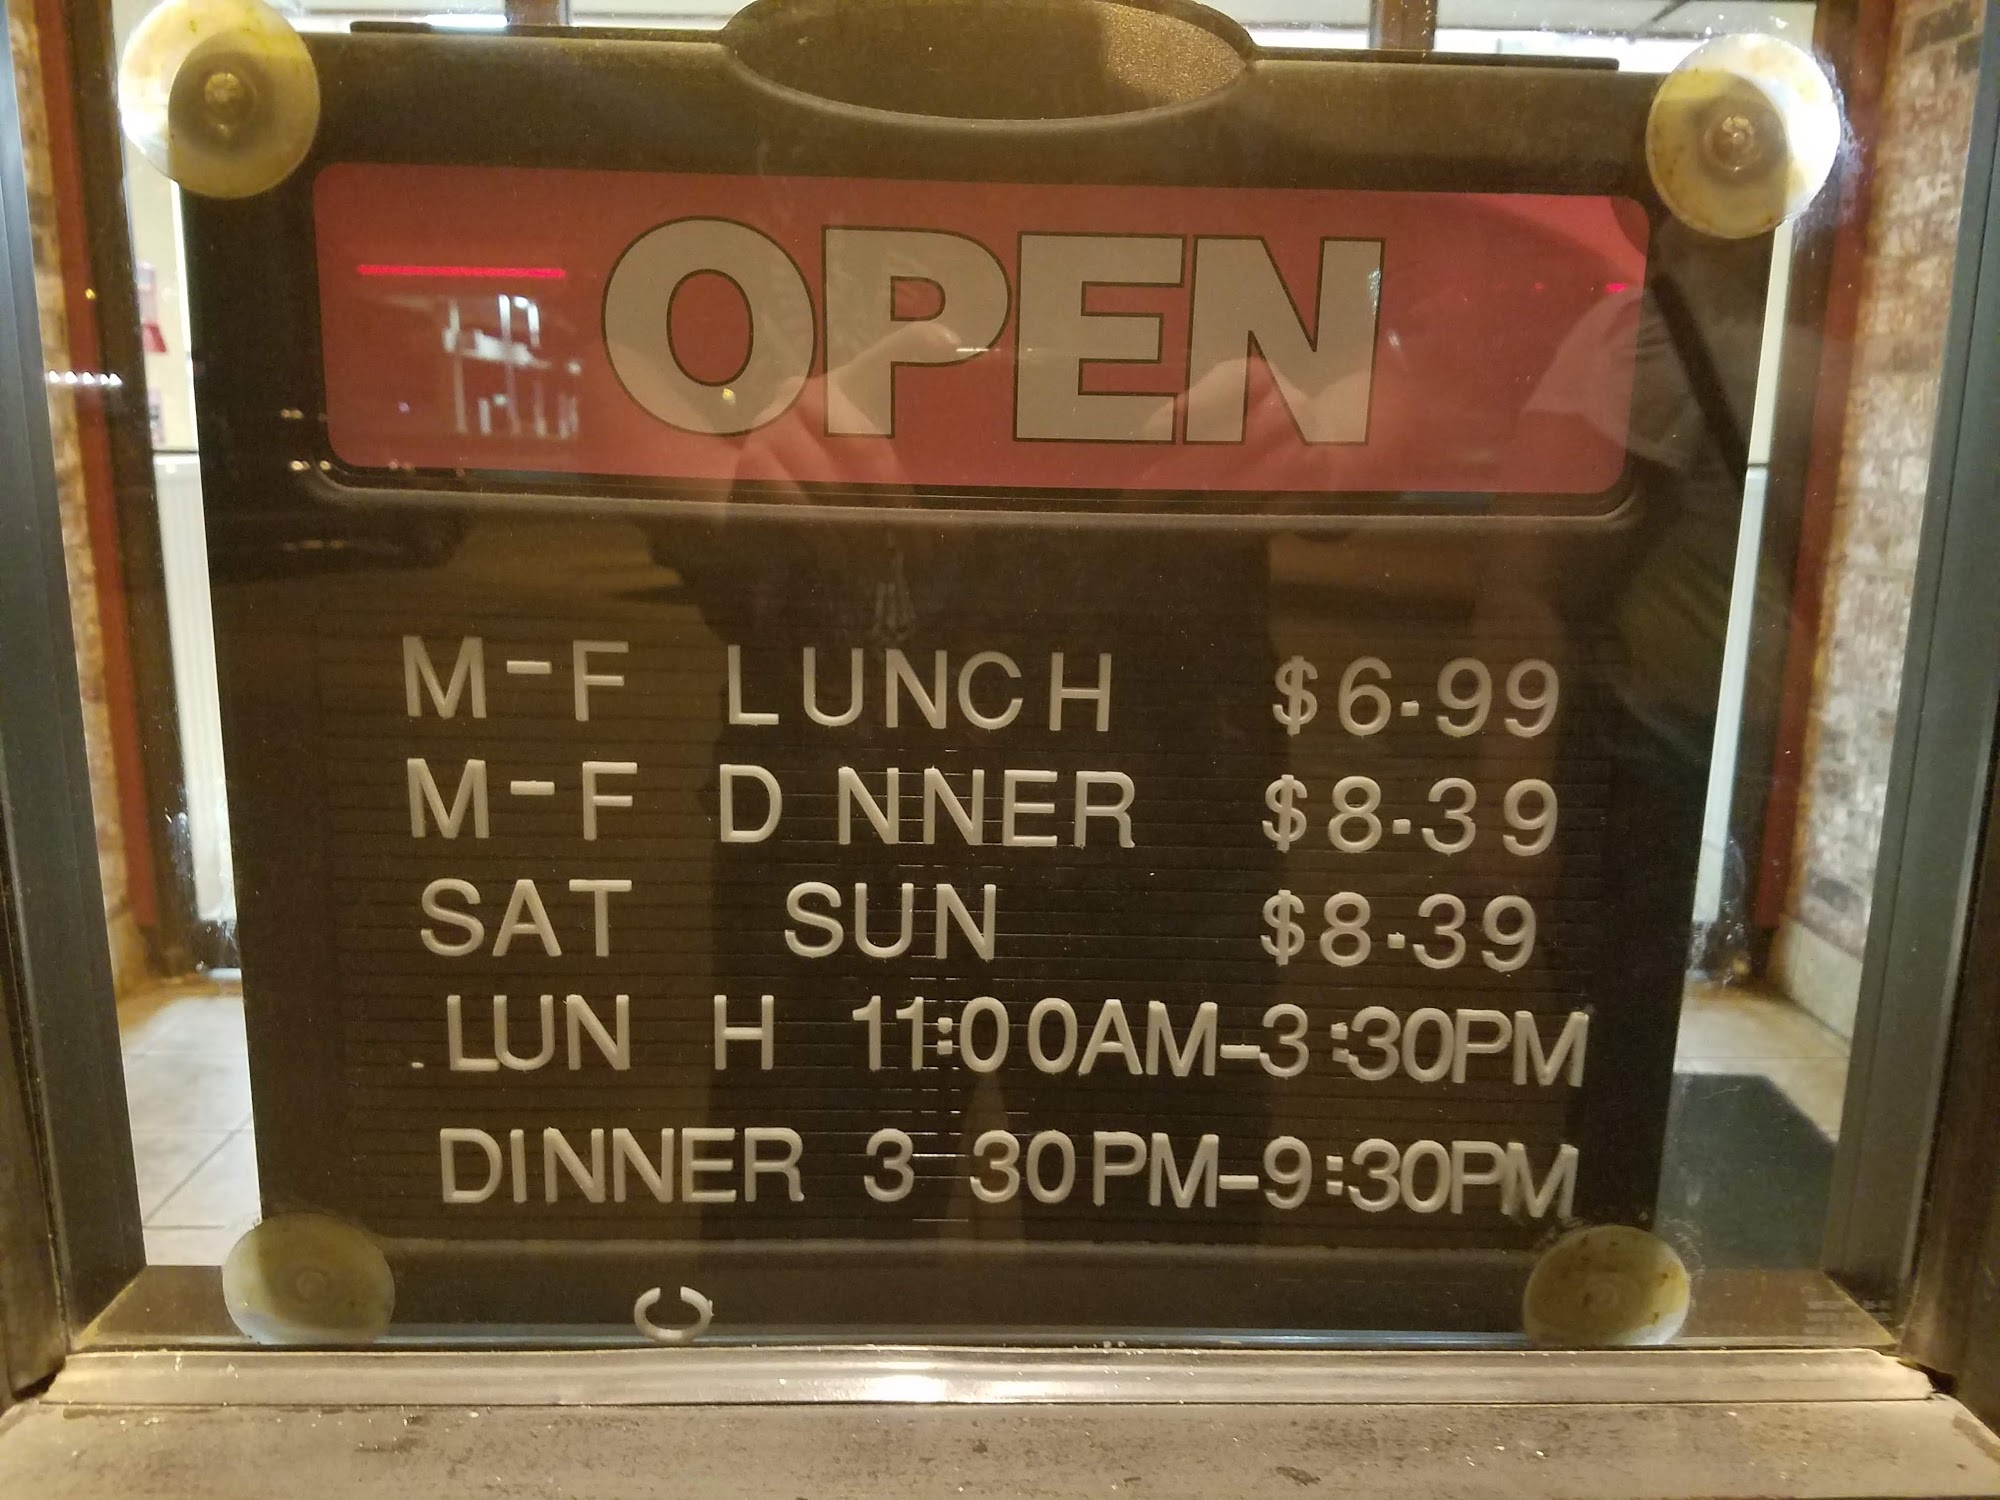 OPEN
M-F LUNCH $6.99
M-F D NNER $8.39
SAT SUN $8.39
.LUN H 11:00AM-3:30PM
DINNER 3 30PM-9:30PM
C